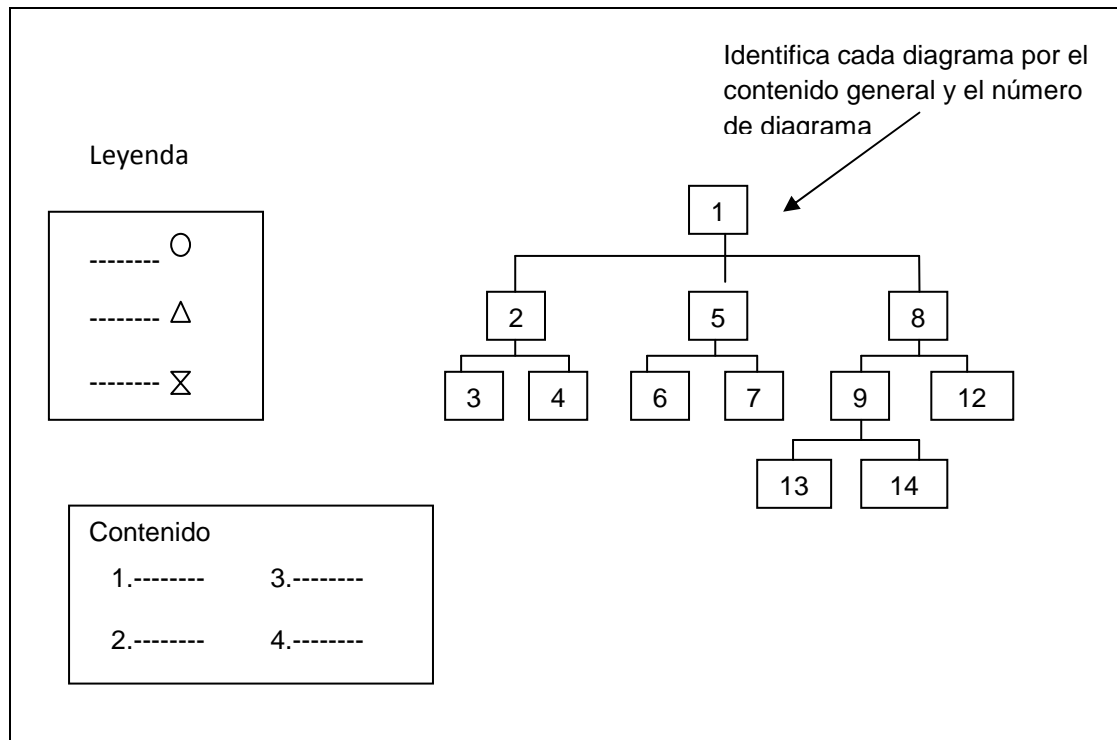 Identifica cada diagrama por el
contenido general y el número
de diagrama
Leyenda
--------
--------
--------
1
2 5 8
3 4 6 7 9 12
13 14
Contenido
1.-------- 3.--------
2.-------- 4.--------